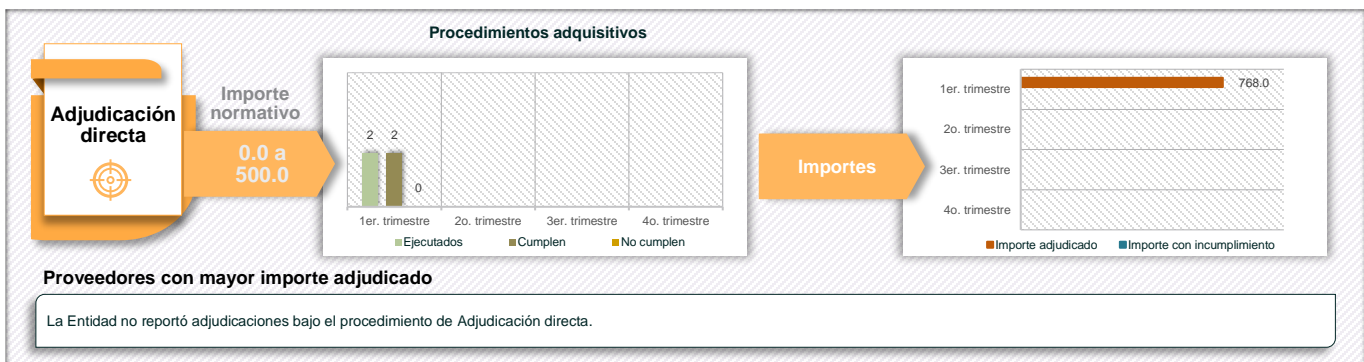 Procedimientos adquisitivos
Adjudicación
directa
Importe
normativo
0.0 a
500.0
2 2
0
1er. trimestre 2o. trimestre 3er. trimestre 4o. trimestre
Ejecutados Cumplen No cumplen
Importes
1er. trimestre 768.0
2o. trimestre
3er. trimestre
4o. trimestre
Importe adjudicado Importe con incumplimiento
Proveedores con mayor importe adjudicado
La Entidad no reportó adjudicaciones bajo el procedimiento de Adjudicación directa.